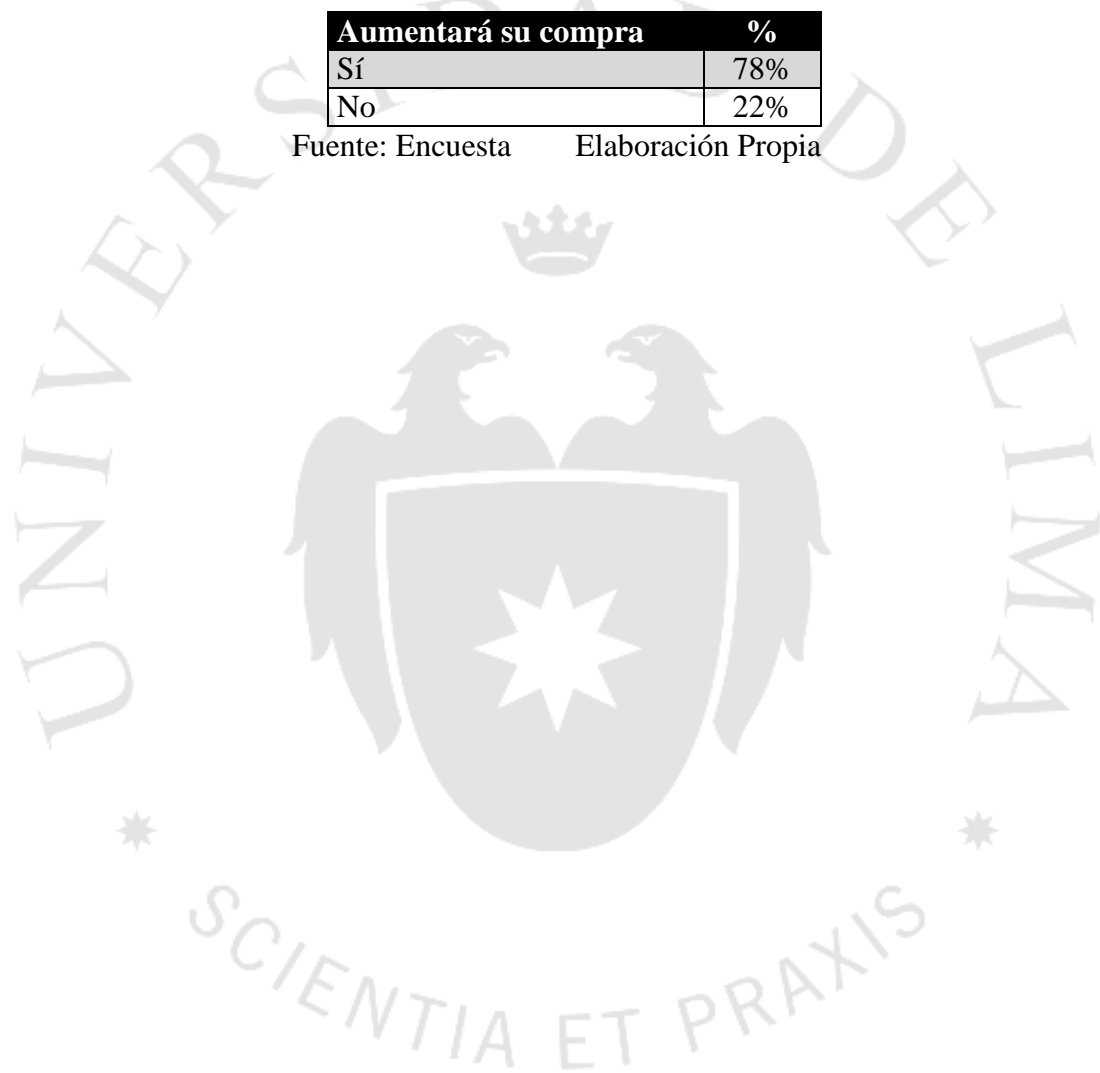 Aumentará su compra %
Sí 78%
No 22%
Fuente: Encuesta Elaboración Propia
UNIVERSIDAD DE LIMA
SCIENTIA ET PRAXIS